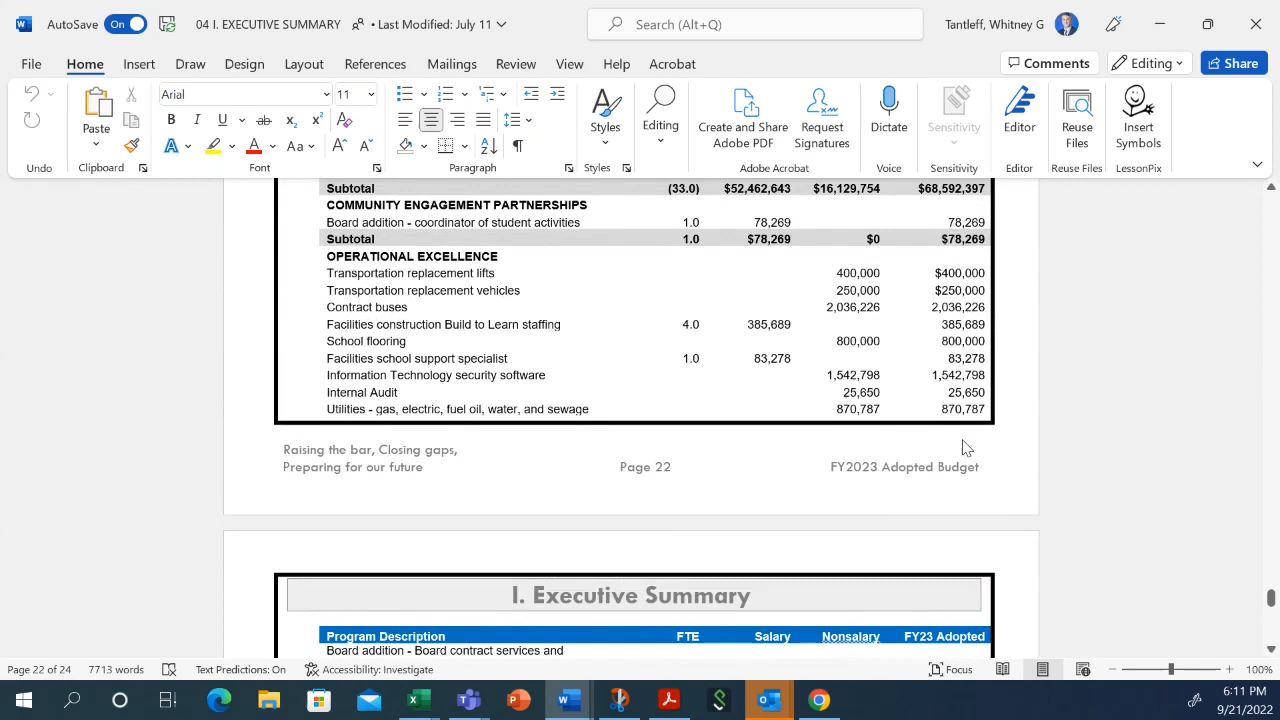 AutoSave On 04 I. EXECUTIVE SUMMARY • Last Modified: July 11 Search (Alt+Q) Tantleff, Whitney G
File Home Insert Draw Design Layout References Mailings Review View Help Acrobat Comments Editing Share
Arial 11
Paste Styles Editing Create and Share Adobe PDF Request Signatures Dictate Sensitivity Editor Reuse Files Insert Symbols
B I U ab x₂ x²
A A Aa A A
Undo Clipboard Font Paragraph Styles Adobe Acrobat Voice Sensitivity Editor Reuse Files LessonPix
Subtotal (33.0) $52,462,643 $16,129,754 $68,592,397
COMMUNITY ENGAGEMENT PARTNERSHIPS
Board addition - coordinator of student activities 1.0 78,269 78,269
Subtotal 1.0 $78,269 $0 $78,269
OPERATIONAL EXCELLENCE
Transportation replacement lifts 400,000 $400,000
Transportation replacement vehicles 250,000 $250,000
Contract buses 2,036,226 2,036,226
Facilities construction Build to Learn staffing 4.0 385,689 385,689
School flooring 800,000 800,000
Facilities school support specialist 1.0 83,278 83,278
Information Technology security software 1,542,798 1,542,798
Internal Audit 25,650 25,650
Utilities - gas, electric, fuel oil, water, and sewage 870,787 870,787
Raising the bar, Closing gaps,
Preparing for our future Page 22 FY2023 Adopted Budget
I. Executive Summary
Program Description FTE Salary Nonsalary FY23 Adopted
Board addition - Board contract services and
Page 22 of 24 7713 words Text Predictions: On Accessibility: Investigate Focus 100%
6:11 PM
9/21/2022